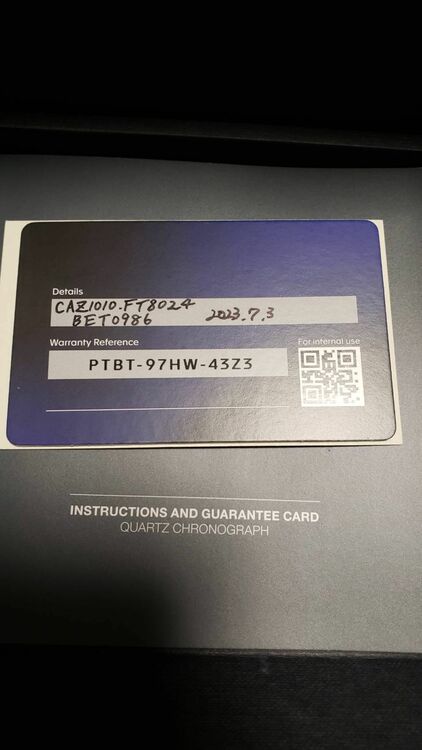 Details
CAZ1010.FT8024
BET0986 2023.7.3
Warranty Reference
For internal use
PTBT-97HW-43Z3
INSTRUCTIONS AND GUARANTEE CARD
QUARTZ CHRONOGRAPH